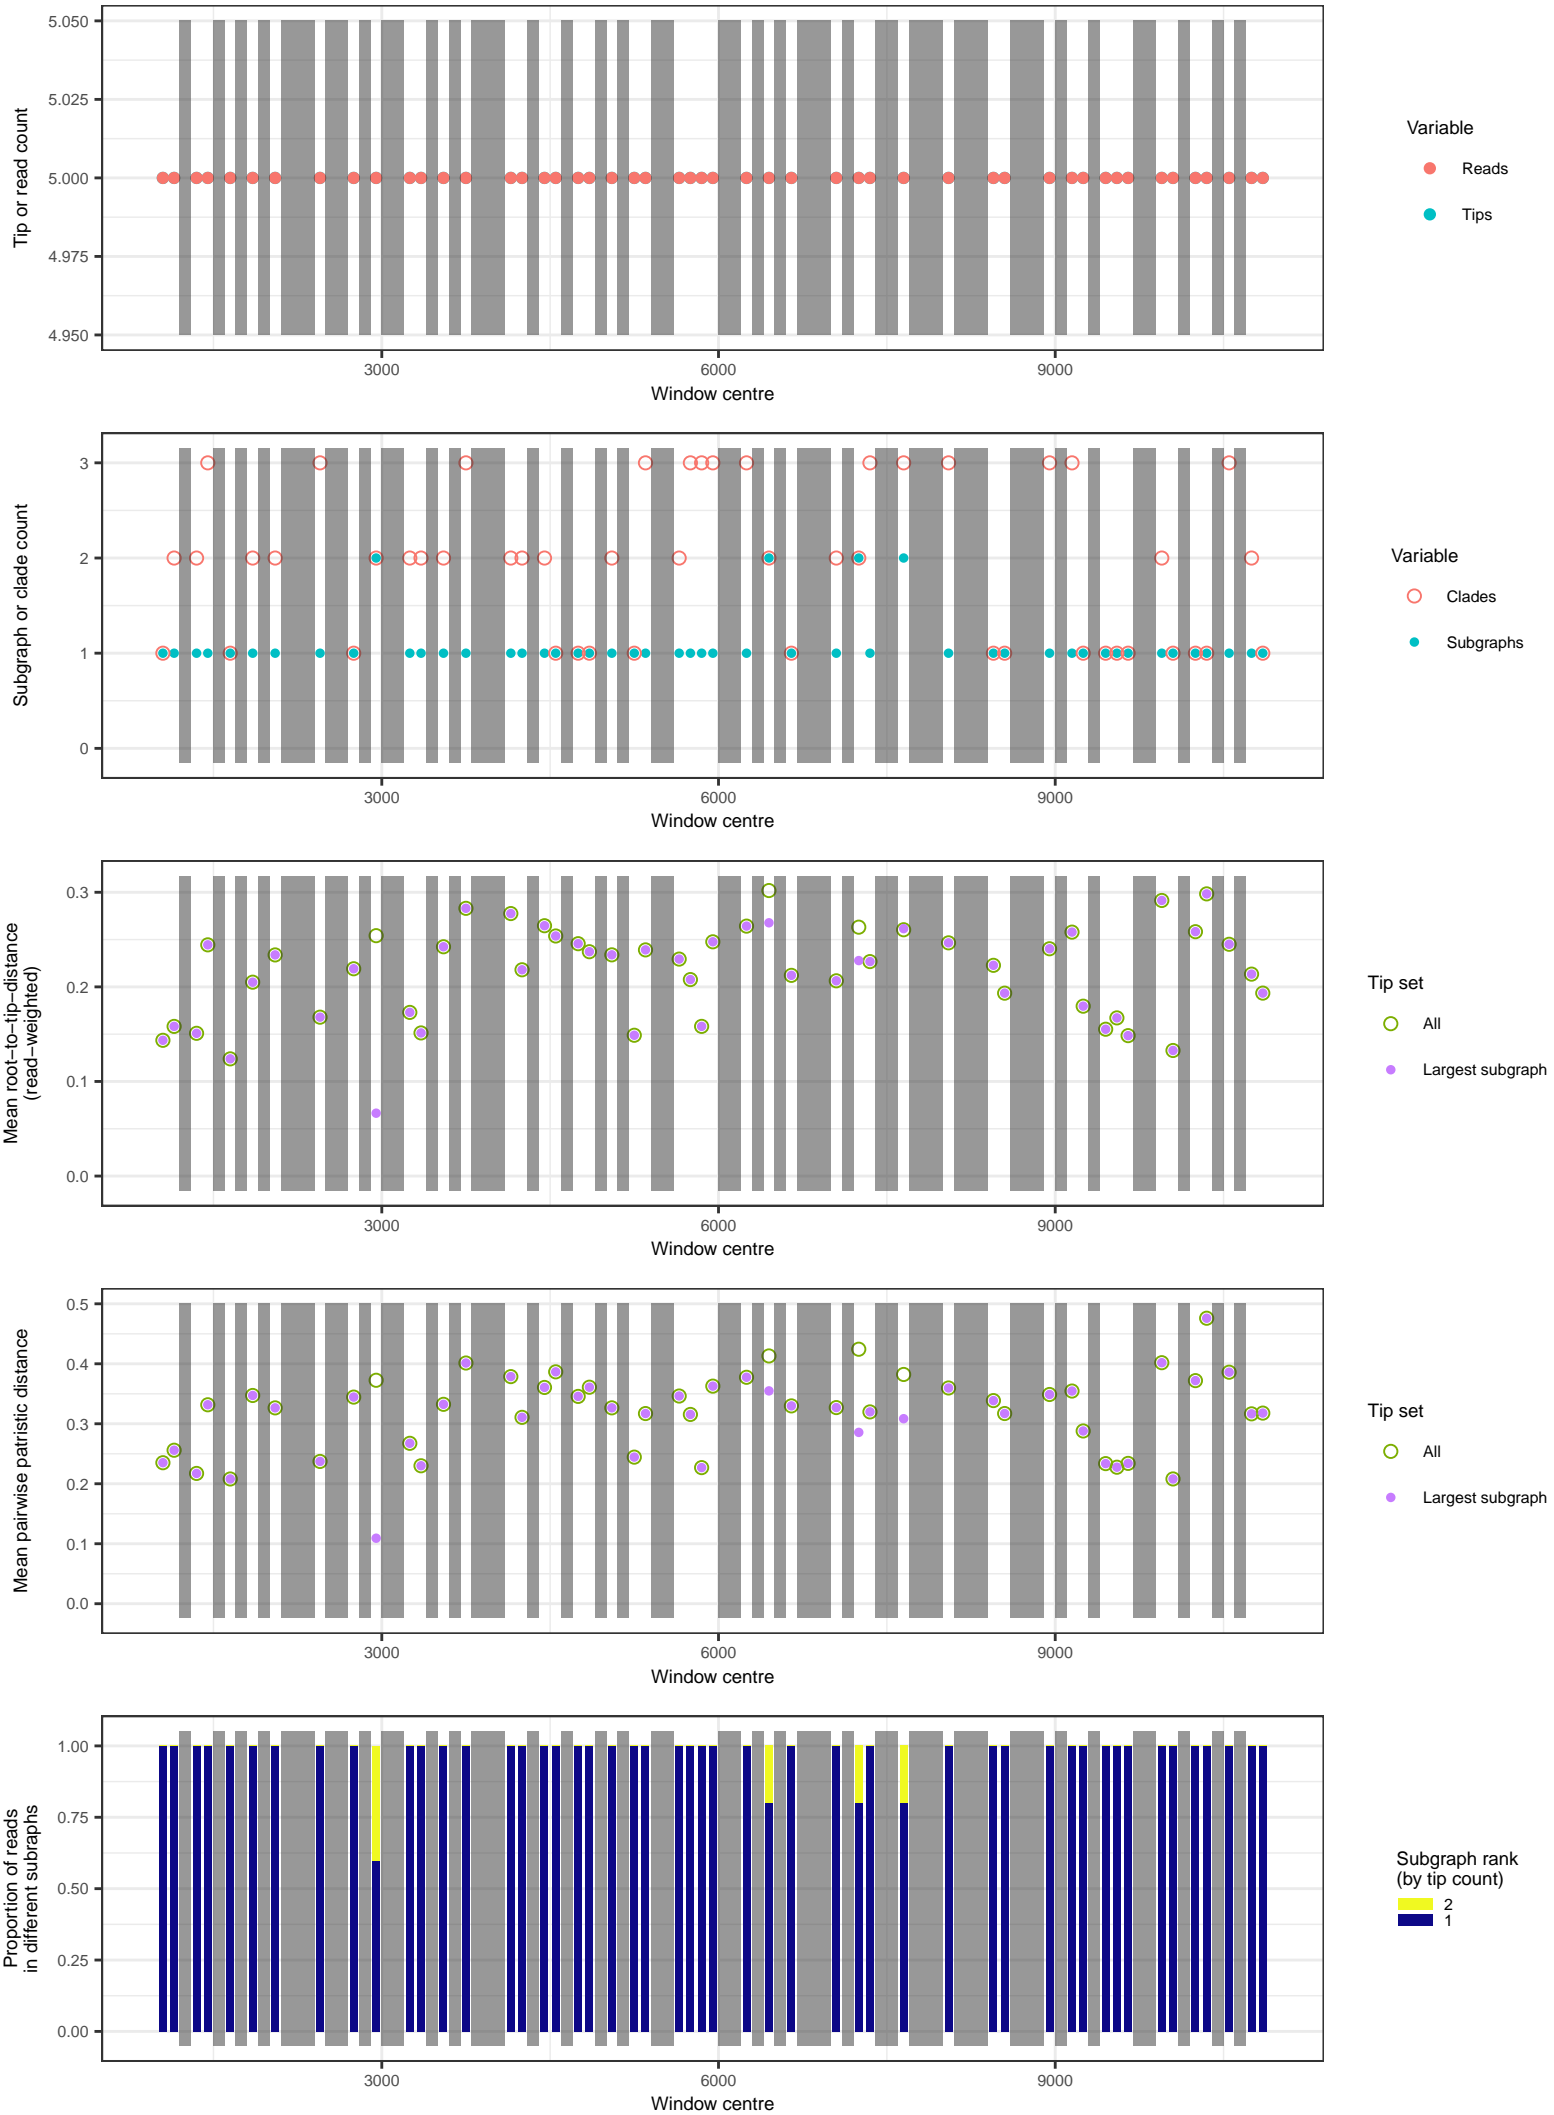 5.050
5.025
5.000
4.975
4.950
Tip or read count
3000
6000
9000
Window centre
Variable
Reads
Tips
3
2
1
0
Subgraph or clade count
3000
6000
9000
Window centre
Variable
Clades
Subgraphs
0.3
0.2
0.1
0.0
Mean root−to−tip−distance
(read−weighted)
3000
6000
9000
Window centre
Tip set
All
Largest subgraph
0.5
0.4
0.3
0.2
0.1
0.0
Mean pairwise patristic distance
3000
6000
9000
Window centre
Tip set
All
Largest subgraph
1.00
0.75
0.50
0.25
0.00
Proportion of reads
in different subraphs
3000
6000
9000
Window centre
Subgraph rank
(by tip count)
2
1